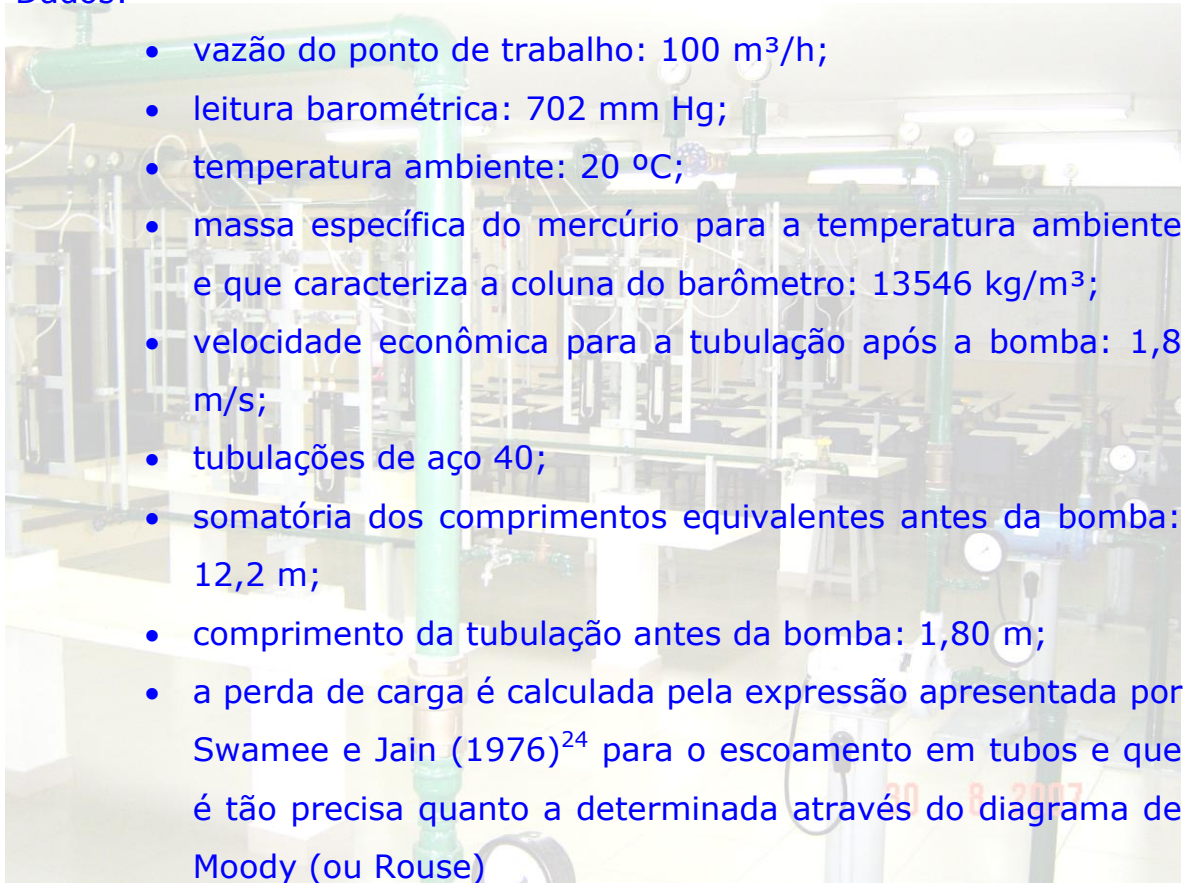 Dados:
• vazão do ponto de trabalho: 100 m³/h;
• leitura barométrica: 702 mm Hg;
• temperatura ambiente: 20 ºC;
• massa específica do mercúrio para a temperatura ambiente
e que caracteriza a coluna do barômetro: 13546 kg/m³;
• velocidade econômica para a tubulação após a bomba: 1,8
m/s;
• tubulações de aço 40;
• somatória dos comprimentos equivalentes antes da bomba:
12,2 m;
• comprimento da tubulação antes da bomba: 1,80 m;
• a perda de carga é calculada pela expressão apresentada por
Swamee e Jain (1976)²⁴ para o escoamento em tubos e que
é tão precisa quanto a determinada através do diagrama de
30 8 2007
Moody (ou Rouse)